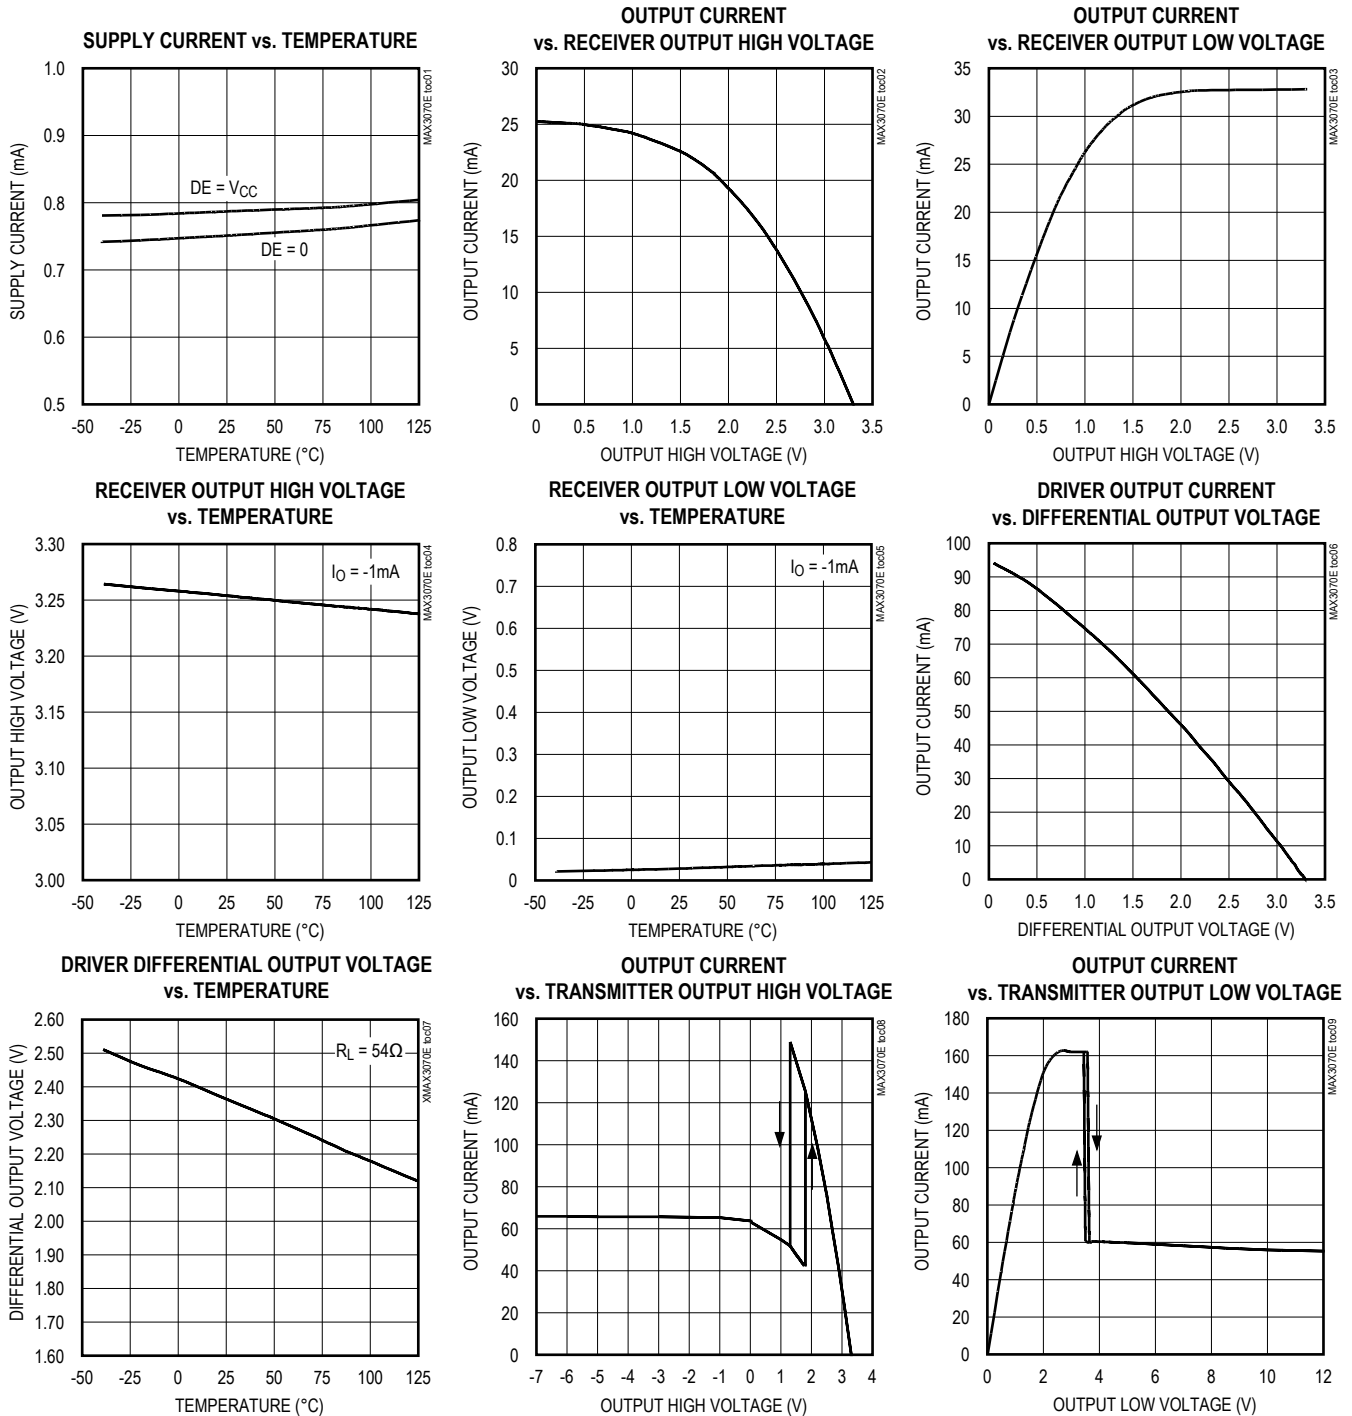 SUPPLY CURRENT vs. TEMPERATURE
MAX3070E toc01
SUPPLY CURRENT (mA)
1.0
0.9
0.8
0.7
0.6
0.5
DE = VCC
DE = 0
-50 -25 0 25 50 75 100 125
TEMPERATURE (°C)
OUTPUT CURRENT
vs. RECEIVER OUTPUT HIGH VOLTAGE
MAX3070E toc02
OUTPUT CURRENT (mA)
30
25
20
15
10
5
0
0 0.5 1.0 1.5 2.0 2.5 3.0 3.5
OUTPUT HIGH VOLTAGE (V)
OUTPUT CURRENT
vs. RECEIVER OUTPUT LOW VOLTAGE
MAX3070E toc03
OUTPUT CURRENT (mA)
35
30
25
20
15
10
5
0
0 0.5 1.0 1.5 2.0 2.5 3.0 3.5
OUTPUT HIGH VOLTAGE (V)
RECEIVER OUTPUT HIGH VOLTAGE
vs. TEMPERATURE
MAX3070E toc04
OUTPUT HIGH VOLTAGE (V)
3.30
3.25
3.20
3.15
3.10
3.05
3.00
IO = -1mA
-50 -25 0 25 50 75 100 125
TEMPERATURE (°C)
RECEIVER OUTPUT LOW VOLTAGE
vs. TEMPERATURE
MAX3070E toc05
OUTPUT LOW VOLTAGE (V)
0.8
0.7
0.6
0.5
0.4
0.3
0.2
0.1
0
IO = -1mA
-50 -25 0 25 50 75 100 125
TEMPERATURE (°C)
DRIVER OUTPUT CURRENT
vs. DIFFERENTIAL OUTPUT VOLTAGE
MAX3070E toc06
OUTPUT CURRENT (mA)
100
90
80
70
60
50
40
30
20
10
0
0 0.5 1.0 1.5 2.0 2.5 3.0 3.5
DIFFERENTIAL OUTPUT VOLTAGE (V)
DRIVER DIFFERENTIAL OUTPUT VOLTAGE
vs. TEMPERATURE
XMAX3070E toc07
DIFFERENTIAL OUTPUT VOLTAGE (V)
2.60
2.50
2.40
2.30
2.20
2.10
2.00
1.90
1.80
1.70
1.60
RL = 54Ω
-50 -25 0 25 50 75 100 125
TEMPERATURE (°C)
OUTPUT CURRENT
vs. TRANSMITTER OUTPUT HIGH VOLTAGE
MAX3070E toc08
OUTPUT CURRENT (mA)
160
140
120
100
80
60
40
20
0
-7 -6 -5 -4 -3 -2 -1 0 1 2 3 4
OUTPUT HIGH VOLTAGE (V)
OUTPUT CURRENT
vs. TRANSMITTER OUTPUT LOW VOLTAGE
MAX3070E toc09
OUTPUT CURRENT (mA)
180
160
140
120
100
80
60
40
20
0
0 2 4 6 8 10 12
OUTPUT LOW VOLTAGE (V)